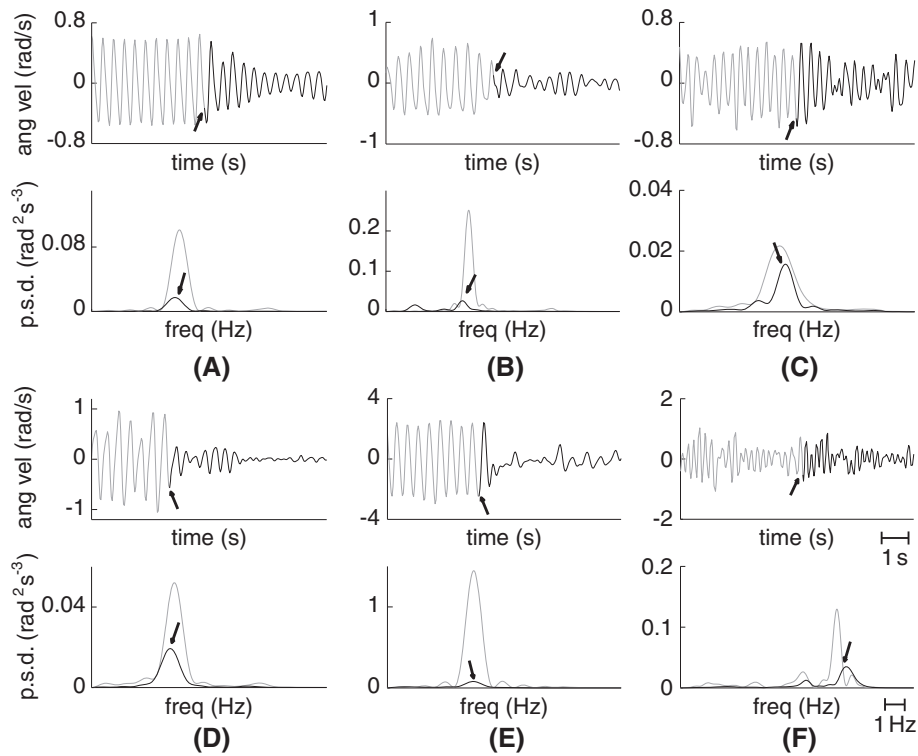 ang vel (rad/s)
0.8
0
-0.8
time (s)
1
0
-1
time (s)
0.8
0
-0.8
time (s)
p.s.d. (rad²s⁻³)
0.08
0
freq (Hz)
(A)
0.2
0.1
0
freq (Hz)
(B)
0.04
0.02
0
freq (Hz)
(C)
ang vel (rad/s)
1
0
-1
time (s)
4
0
-4
time (s)
2
0
-2
time (s)
1 s
p.s.d. (rad²s⁻³)
0.04
0
freq (Hz)
(D)
1
0
freq (Hz)
(E)
0.2
0.1
0
freq (Hz)
(F)
1 Hz